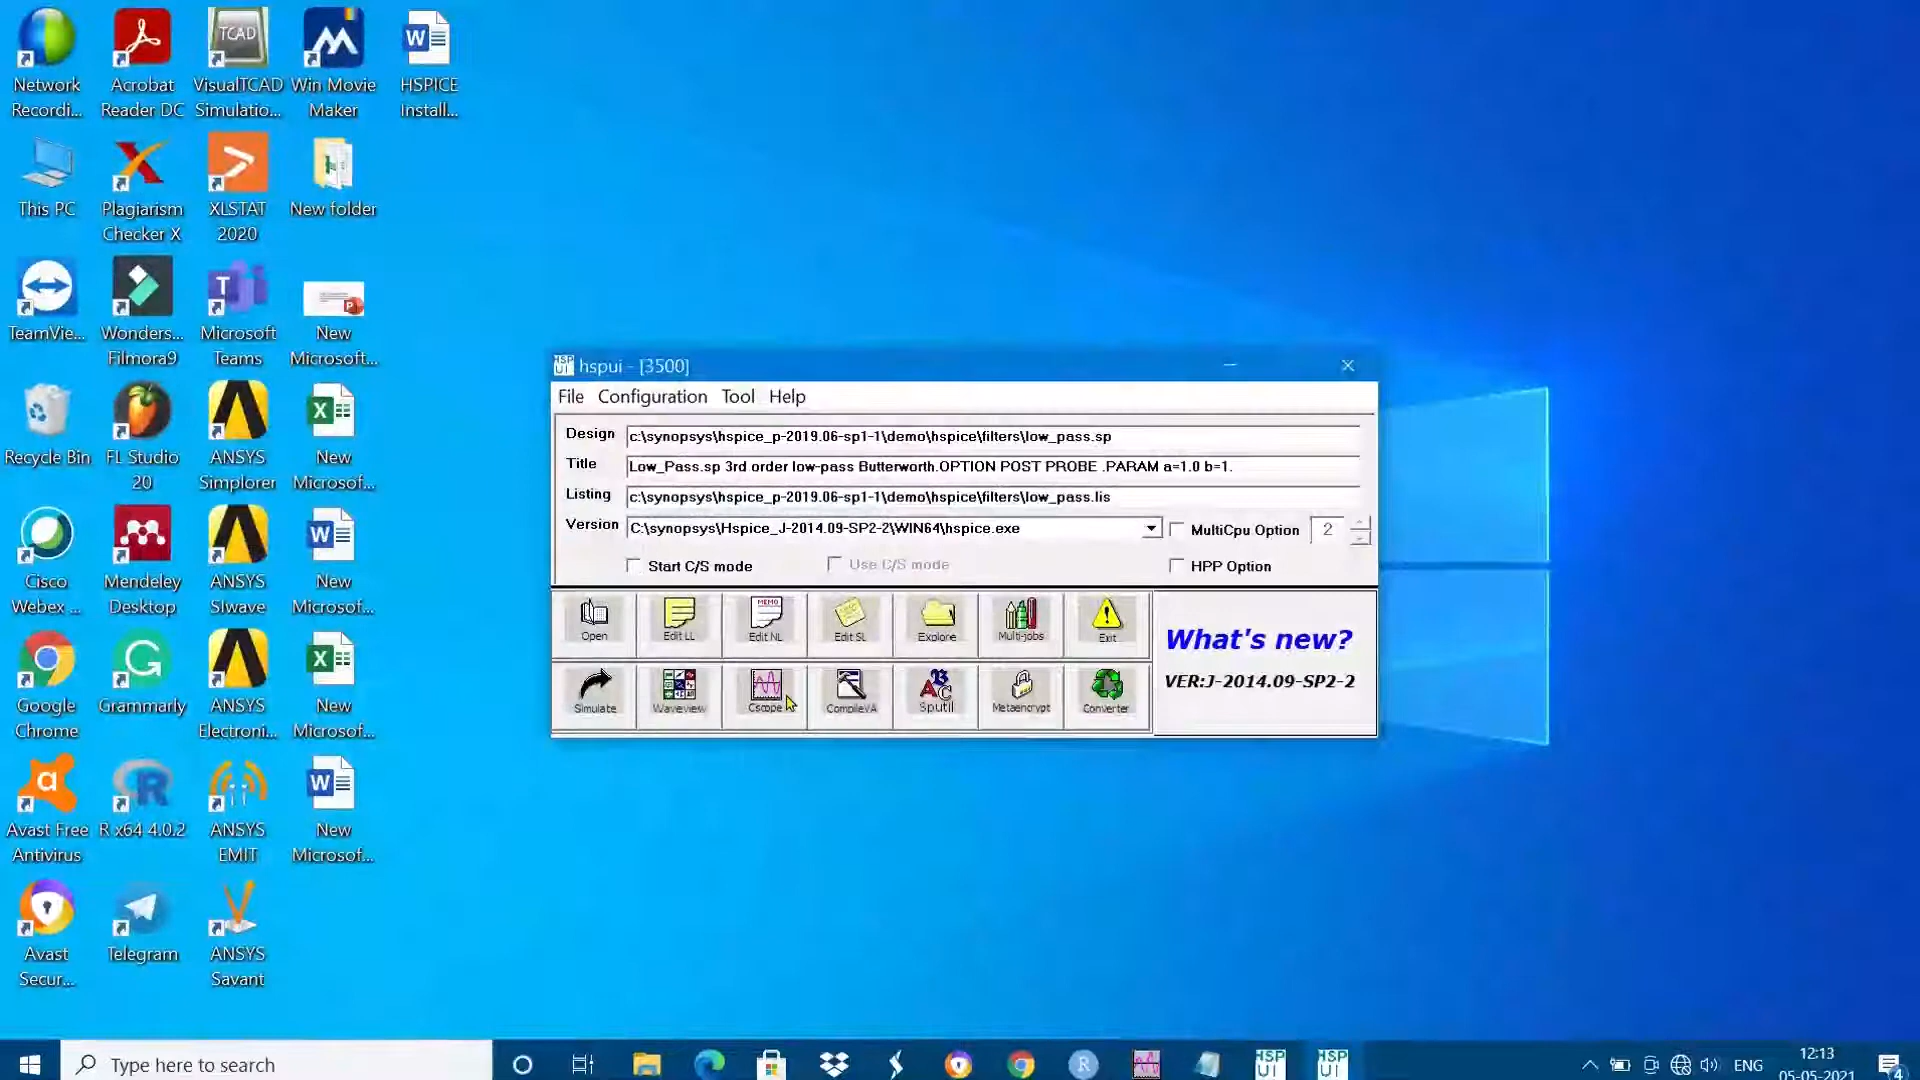 Network
Recordi...
Acrobat
Reader DC
TCAD
VisualTCAD
Simulatio...
Win Movie
Maker
HSPICE
Install...
This PC
Plagiarism
Checker X
XLSTAT
2020
New folder
TeamVie...
Wonders...
Filmora9
Microsoft
Teams
New
Microsoft...
Recycle Bin
FL Studio
20
ANSYS
Simplorer
New
Microsof...
Cisco
Webex ...
Mendeley
Desktop
ANSYS
SIwave
New
Microsof...
Google
Chrome
Grammarly
ANSYS
Electroni...
New
Microsof...
Avast Free
Antivirus
R x64 4.0.2
ANSYS
EMIT
New
Microsof...
Avast
Secur...
Telegram
ANSYS
Savant
hspui - [3500]
File Configuration Tool Help
Design c:\synopsys\hspice_p-2019.06-sp1-1\demo\hspice\filters\low_pass.sp
Title Low_Pass.sp 3rd order low-pass Butterworth.OPTION POST PROBE .PARAM a=1.0 b=1.
Listing c:\synopsys\hspice_p-2019.06-sp1-1\demo\hspice\filters\low_pass.lis
Version C:\synopsys\Hspice_J-2014.09-SP2-2\WIN64\hspice.exe MultiCpu Option 2
Start C/S mode Use C/S mode HPP Option
Open Edit LL Edit NL Edit SL Explore Multi-jobs Exit
Simulate Waveview Cscope CompileVA Sputil Metaencrypt Converter
What's new?
VER:J-2014.09-SP2-2
Type here to search
ENG
12:13
05-05-2021
4